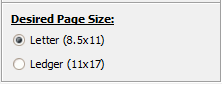 Desired Page Size:
Letter (8.5x11)
Ledger (11x17)